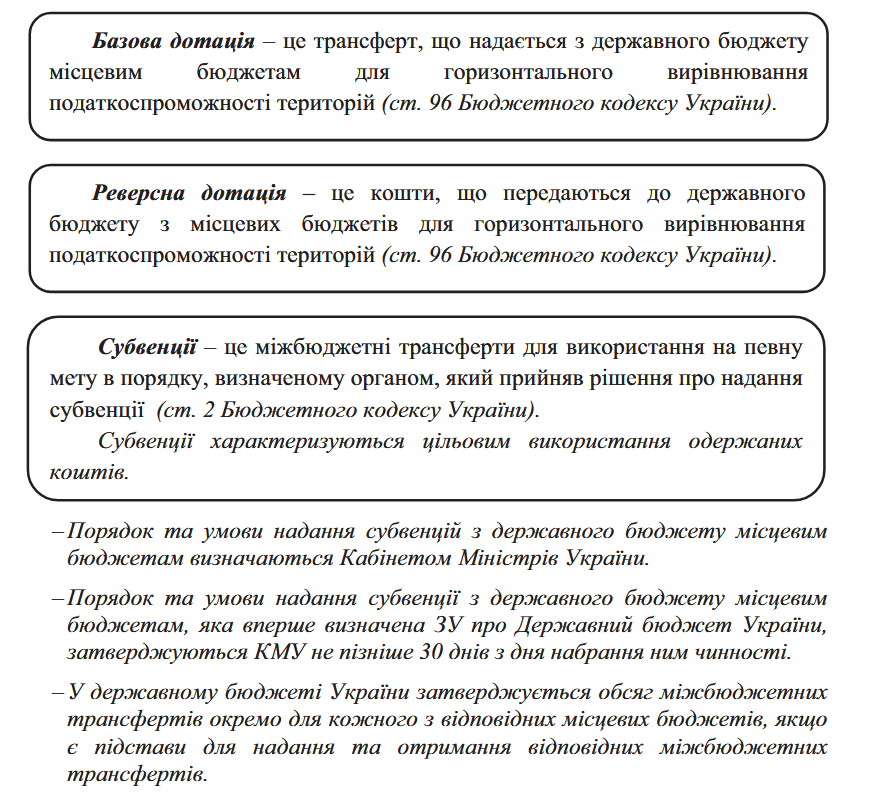 Базова дотація – це трансферт, що надається з державного бюджету
місцевим бюджетам для горизонтального вирівнювання
податкоспроможності територій (ст. 96 Бюджетного кодексу України).
Реверсна дотація – це кошти, що передаються до державного
бюджету з місцевих бюджетів для горизонтального вирівнювання
податкоспроможності територій (ст. 96 Бюджетного кодексу України).
Субвенції – це міжбюджетні трансферти для використання на певну
мету в порядку, визначеному органом, який прийняв рішення про надання
субвенції (ст. 2 Бюджетного кодексу України).
Субвенції характеризуються цільовим використання одержаних
коштів.
– Порядок та умови надання субвенцій з державного бюджету місцевим
бюджетам визначаються Кабінетом Міністрів України.
– Порядок та умови надання субвенції з державного бюджету місцевим
бюджетам, яка вперше визначена ЗУ про Державний бюджет України,
затверджуються КМУ не пізніше 30 днів з дня набрання ним чинності.
– У державному бюджеті України затверджується обсяг міжбюджетних
трансфертів окремо для кожного з відповідних місцевих бюджетів, якщо
є підстави для надання та отримання відповідних міжбюджетних
трансфертів.